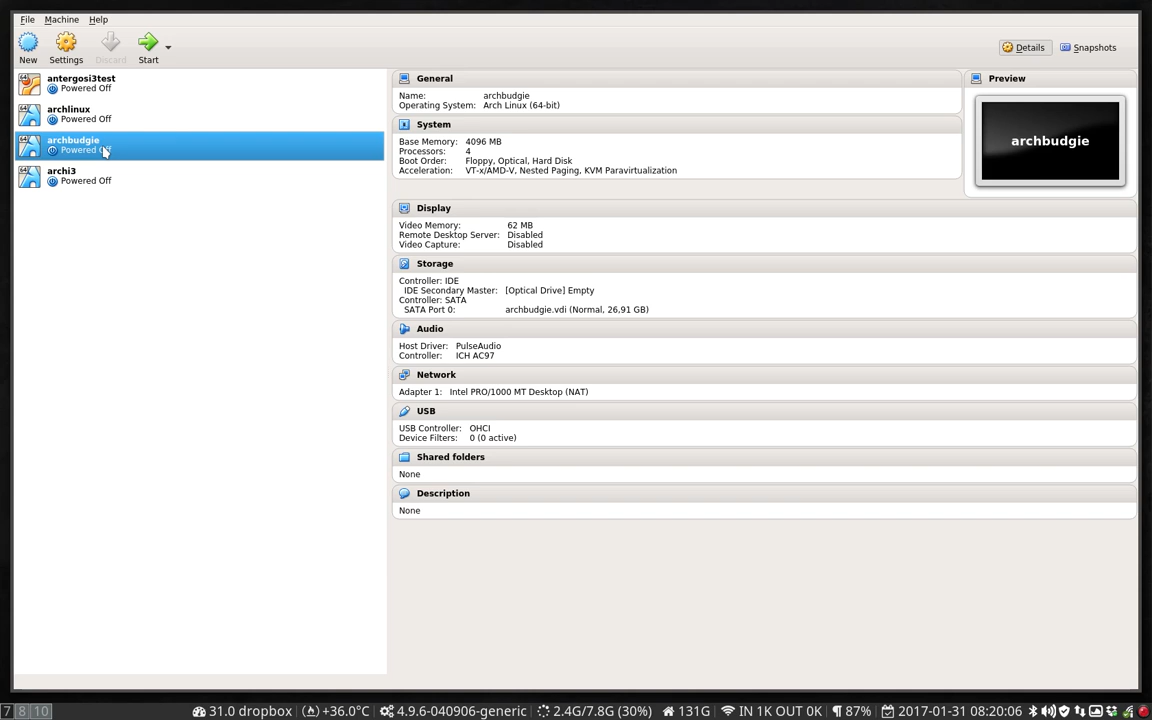 File Machine Help
New Settings Discard Start
Details Snapshots
64 antergosi3test
Powered Off
64 archlinux
Powered Off
64 archbudgie
Powered Off
64 archi3
Powered Off
General
Name: archbudgie
Operating System: Arch Linux (64-bit)
System
Base Memory: 4096 MB
Processors: 4
Boot Order: Floppy, Optical, Hard Disk
Acceleration: VT-x/AMD-V, Nested Paging, KVM Paravirtualization
Preview
archbudgie
Display
Video Memory: 62 MB
Remote Desktop Server: Disabled
Video Capture: Disabled
Storage
Controller: IDE
IDE Secondary Master: [Optical Drive] Empty
Controller: SATA
SATA Port 0: archbudgie.vdi (Normal, 26,91 GB)
Audio
Host Driver: PulseAudio
Controller: ICH AC97
Network
Adapter 1: Intel PRO/1000 MT Desktop (NAT)
USB
USB Controller: OHCI
Device Filters: 0 (0 active)
Shared folders
None
Description
None
7 8 10 31.0 dropbox +36.0°C 4.9.6-040906-generic 2.4G/7.8G (30%) 131G IN 1K OUT 0K 87% 2017-01-31 08:20:06